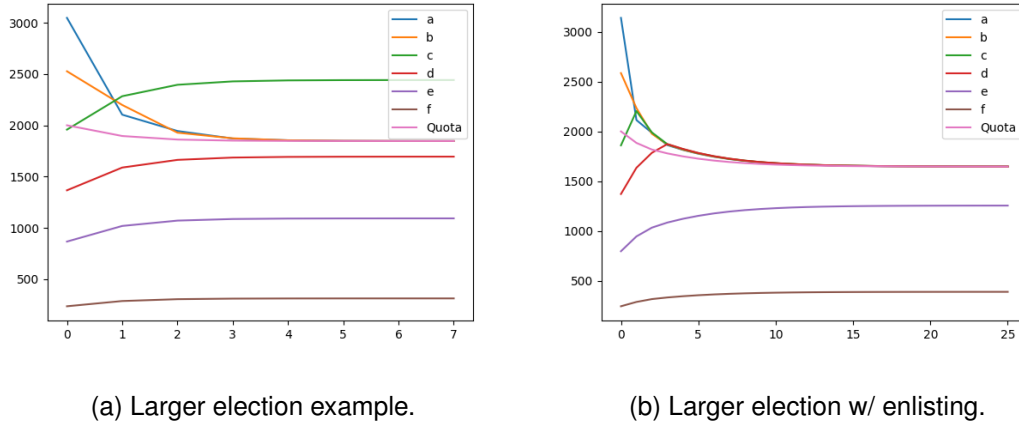 3000
2500
2000
1500
1000
500
0 1 2 3 4 5 6 7
a
b
c
d
e
f
Quota
(a) Larger election example.
3000
2500
2000
1500
1000
500
0 5 10 15 20 25
a
b
c
d
e
f
Quota
(b) Larger election w/ enlisting.